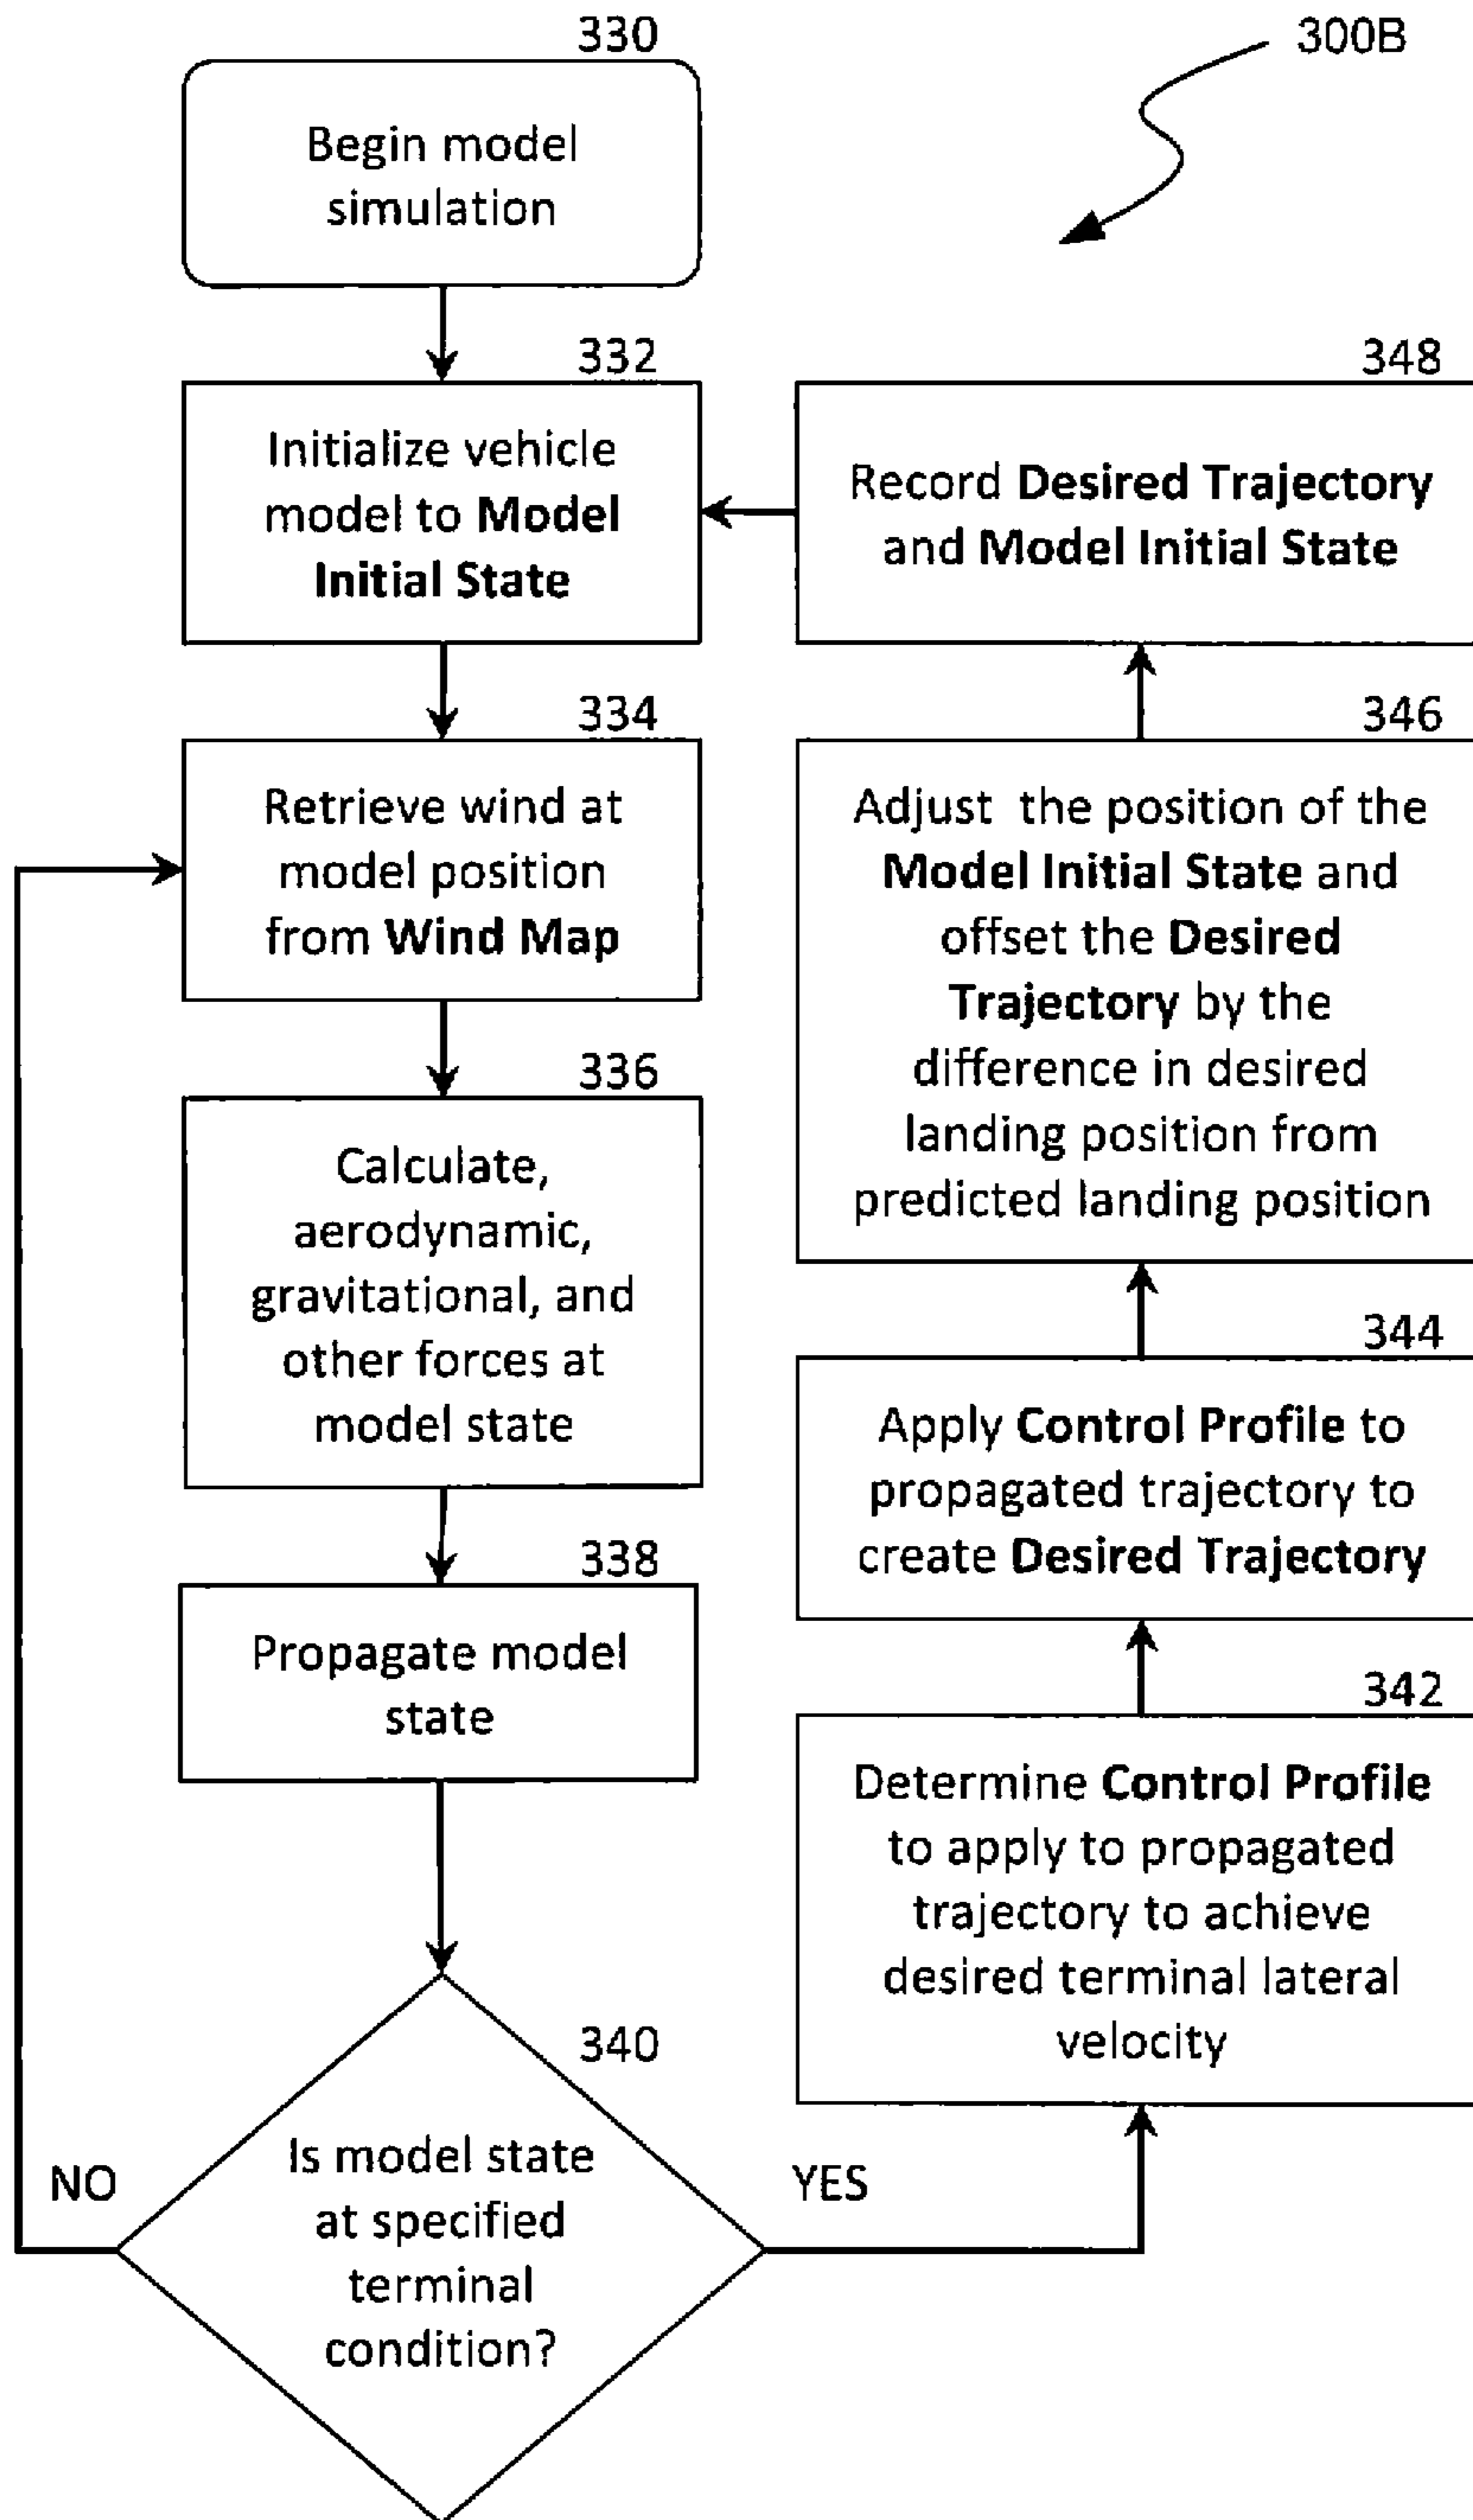 330
300B
Begin model
simulation
332
Initialize vehicle
model to Model
Initial State
334
Retrieve wind at
model position
from Wind Map
336
Calculate,
aerodynamic,
gravitational, and
other forces at
model state
338
Propagate model
state
340
Is model state
at specified
terminal
condition?
NO
YES
342
Determine Control Profile
to apply to propagated
trajectory to achieve
desired terminal lateral
velocity
344
Apply Control Profile to
propagated trajectory to
create Desired Trajectory
346
Adjust the position of the
Model Initial State and
offset the Desired
Trajectory by the
difference in desired
landing position from
predicted landing position
348
Record Desired Trajectory
and Model Initial State